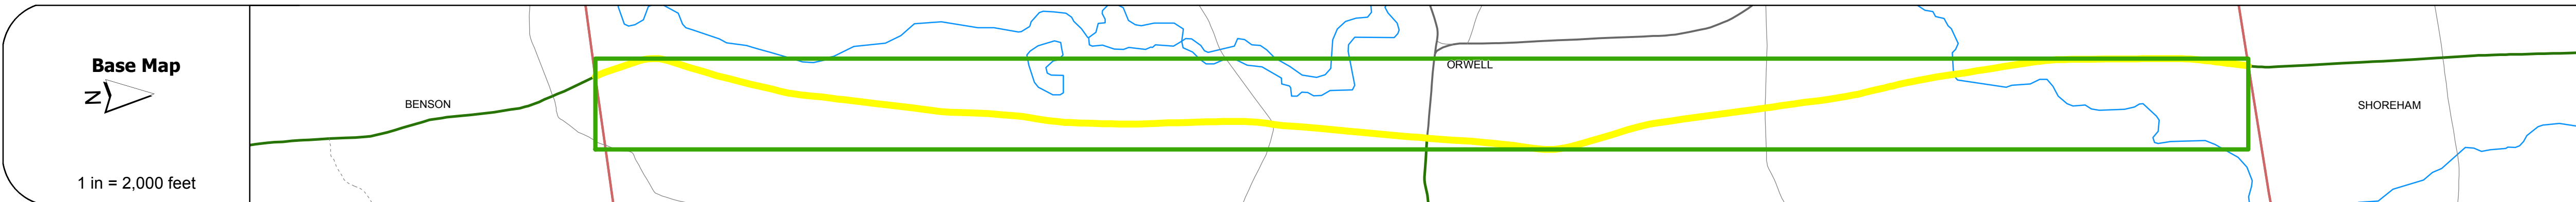 Base Map
N
1 in = 2,000 feet
BENSON
ORWELL
SHOREHAM